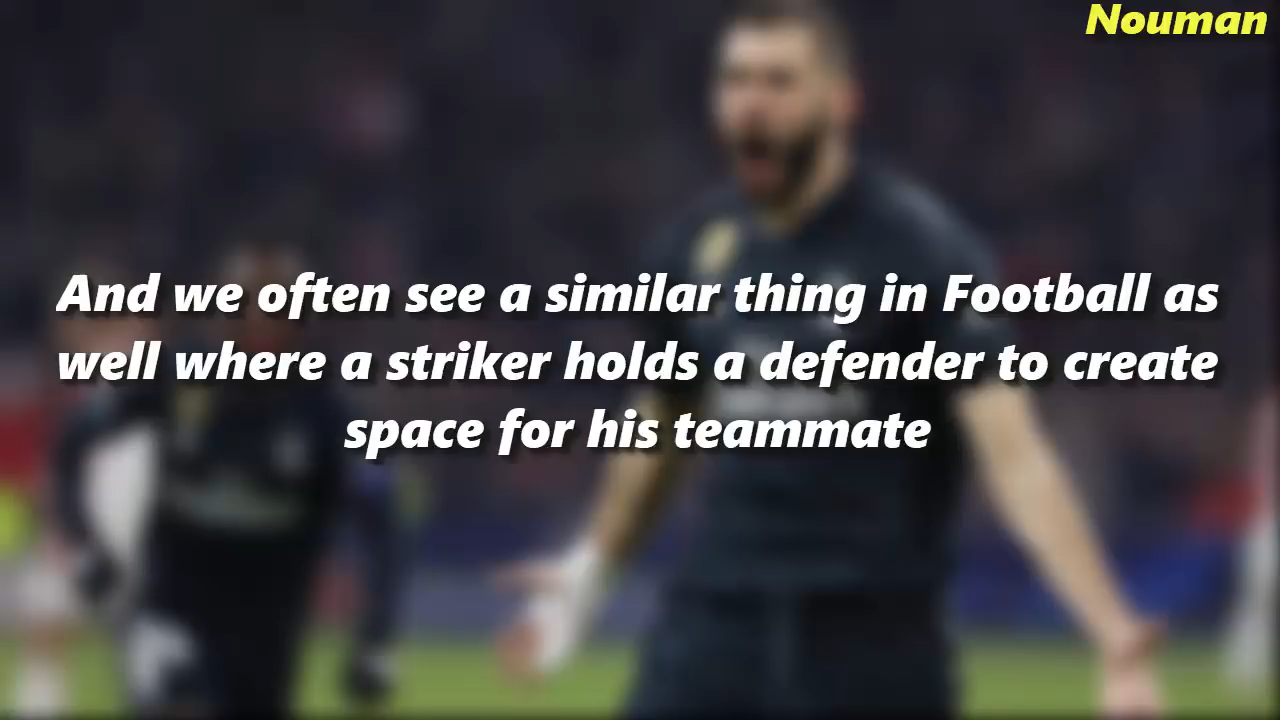 Nouman
And we often see a similar thing in Football as
well where a striker holds a defender to create
space for his teammate